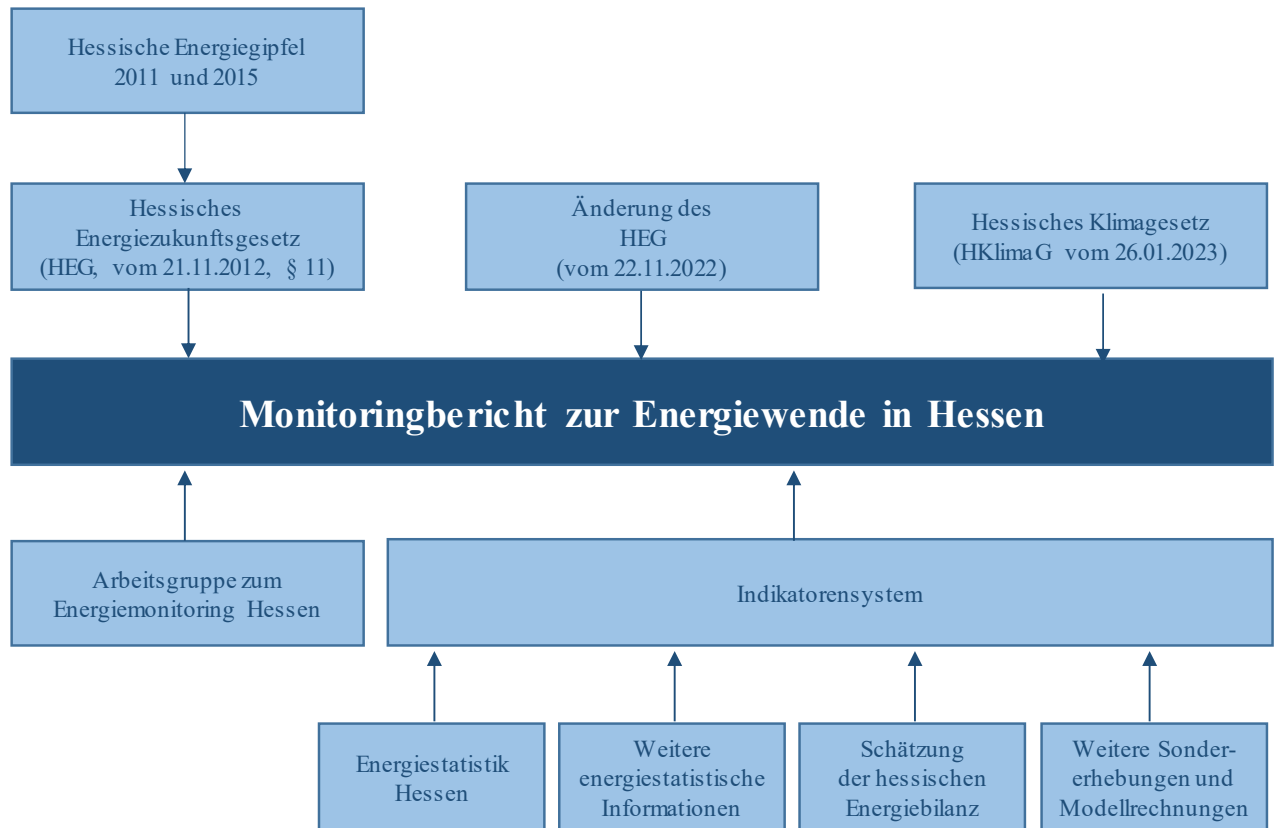 Hessische Energiegipfel
2011 und 2015
Hessisches
Energiezukunftsgesetz
(HEG, vom 21.11.2012, § 11)
Änderung des
HEG
(vom 22.11.2022)
Hessisches Klimagesetz
(HKlimaG vom 26.01.2023)
Monitoringbericht zur Energiewende in Hessen
Arbeitsgruppe zum
Energiemonitoring Hessen
Indikatorensystem
Energiestatistik
Hessen
Weitere
energiestatistische
Informationen
Schätzung
der hessischen
Energiebilanz
Weitere Sonder-
erhebungen und
Modellrechnungen